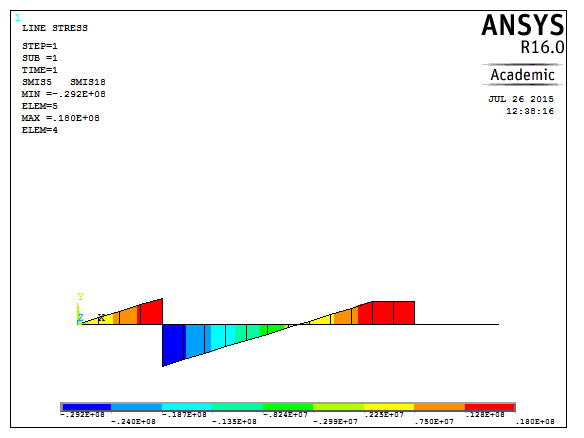 1
LINE STRESS
STEP=1
SUB =1
TIME=1
SMIS5 SMIS18
MIN =-.292E+08
ELEM=5
MAX =.180E+08
ELEM=4
ANSYS
R16.0
Academic
JUL 26 2015
12:38:16
Y
Z X
-.292E+08 -.187E+08 -.824E+07 .225E+07 .128E+08
-.240E+08 -.135E+08 -.299E+07 .750E+07 .180E+08